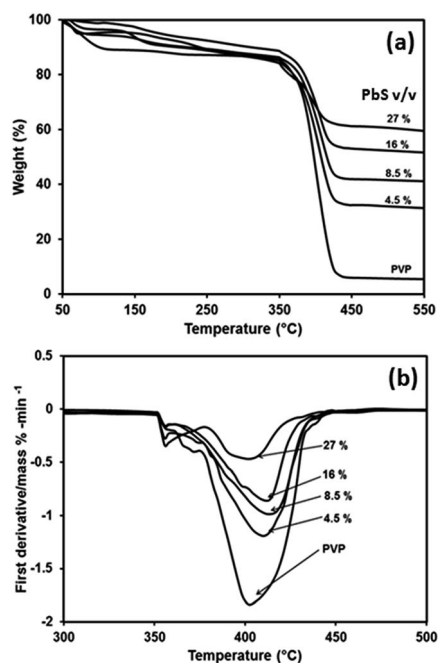 (a)
100
80
60
40
20
0
Weight (%)
PbS v/v
27 %
16 %
8.5 %
4.5 %
PVP
50 150 250 350 450 550
Temperature (°C)
(b)
0.5
0
-0.5
-1
-1.5
-2
First derivative/mass % -min -1
27 %
16 %
8.5 %
4.5 %
PVP
300 350 400 450 500
Temperature (°C)